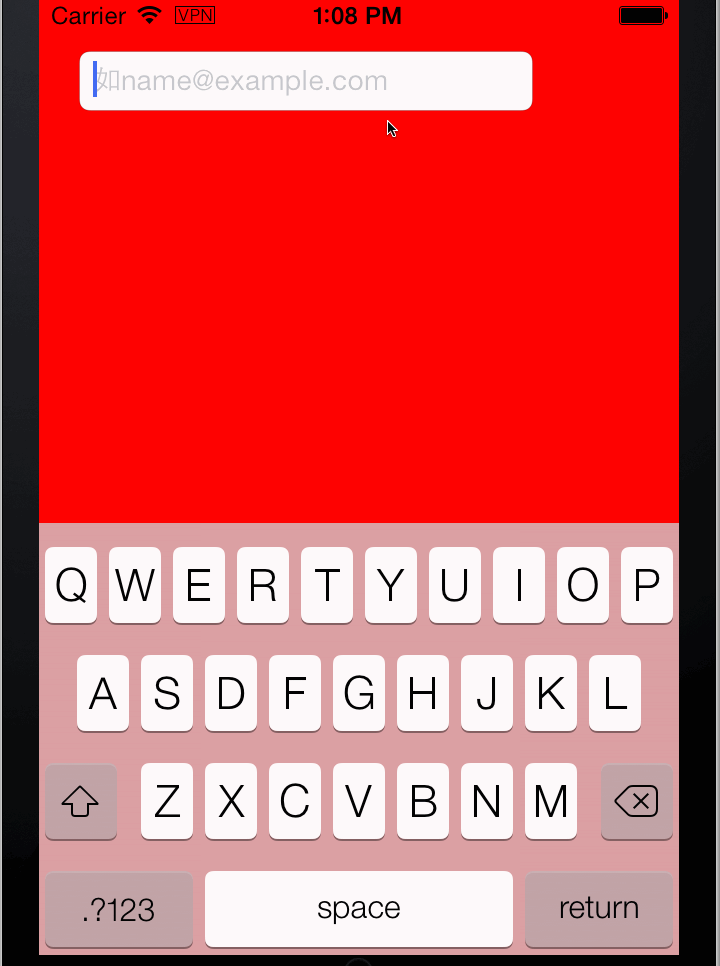 Carrier VPN 1:08 PM
如name@example.com
Q W E R T Y U I O P
A S D F G H J K L
Z X C V B N M
.?123 space return